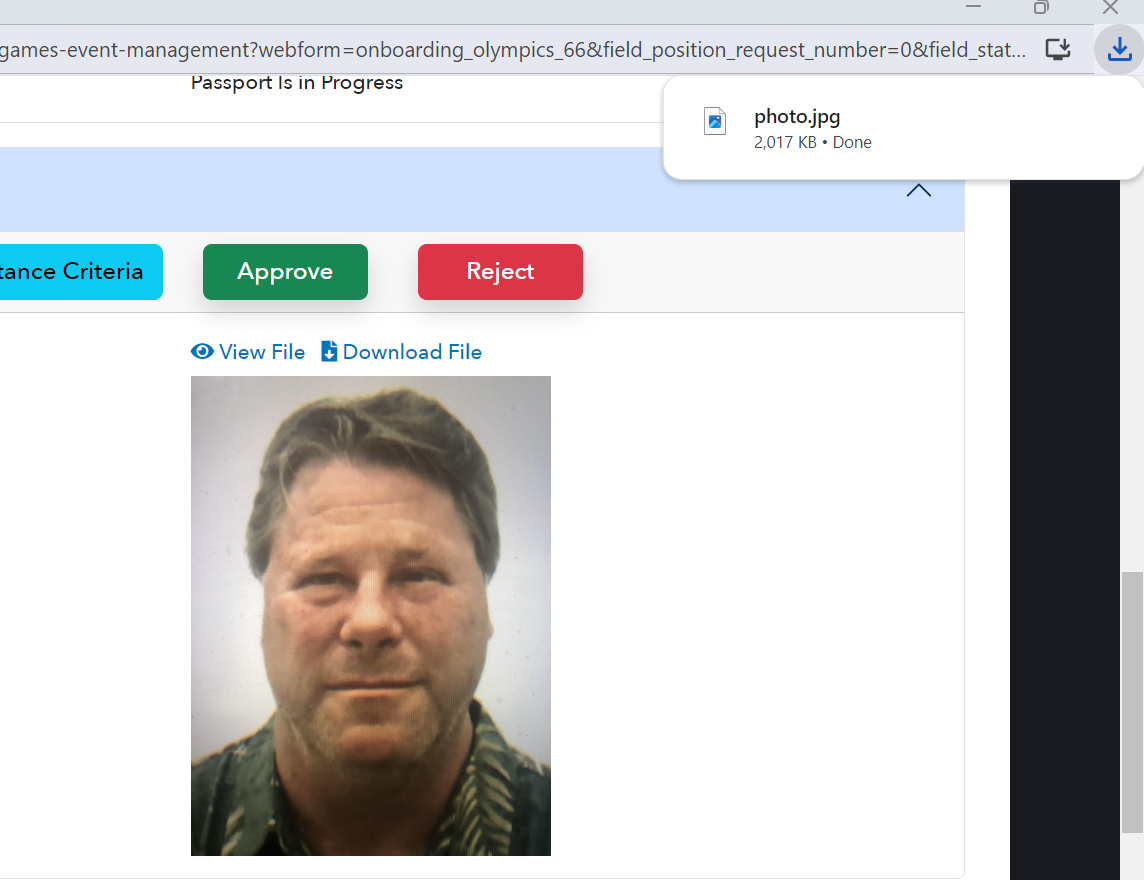 games-event-management?webform=onboarding_olympics_66&field_position_request_number=0&field_stat...
Passport Is in Progress
photo.jpg
2,017 KB • Done
tance Criteria
Approve
Reject
View File
Download File